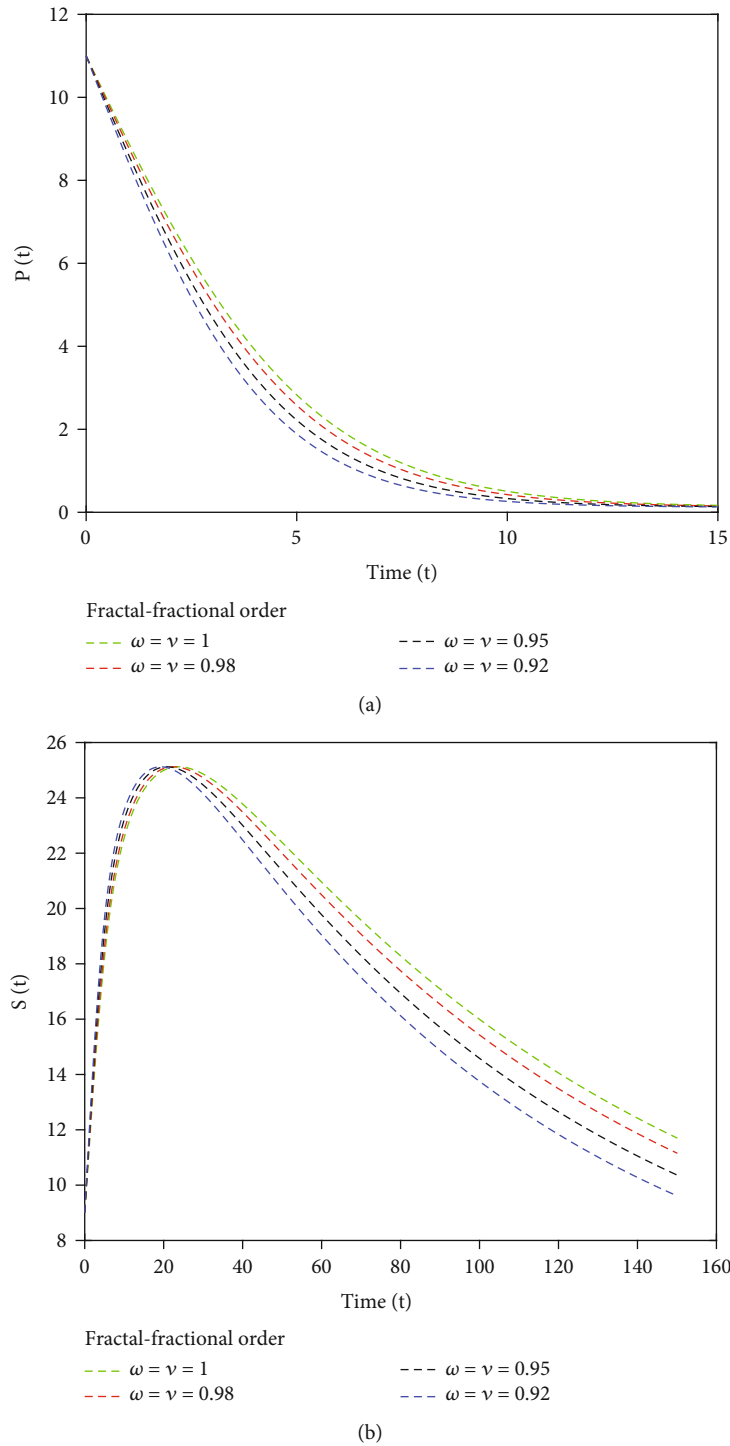 12
10
8
6
4
2
0
P (t)
0 5 10 15
Time (t)
Fractal-fractional order
ω = ν = 1 ω = ν = 0.95
ω = ν = 0.98 ω = ν = 0.92
(a)
26
24
22
20
18
16
14
12
10
8
S (t)
0 20 40 60 80 100 120 140 160
Time (t)
Fractal-fractional order
ω = ν = 1 ω = ν = 0.95
ω = ν = 0.98 ω = ν = 0.92
(b)